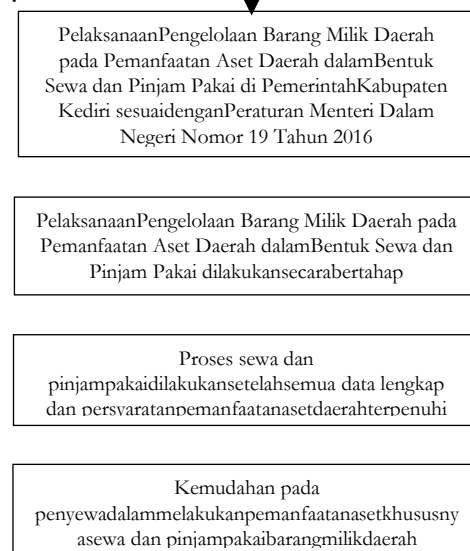 PelaksanaanPengelolaan Barang Milik Daerah
pada Pemanfaatan Aset Daerah dalamBentuk
Sewa dan Pinjam Pakai di PemerintahKabupaten
Kediri sesuaidenganPeraturan Menteri Dalam
Negeri Nomor 19 Tahun 2016
PelaksanaanPengelolaan Barang Milik Daerah pada
Pemanfaatan Aset Daerah dalamBentuk Sewa dan
Pinjam Pakai dilakukansecarabertahap
Proses sewa dan
pinjampakaidilakukansetelahsemua data lengkap
dan persyaratanpemanfaatanasetdaerahterpenuhi
Kemudahan pada
penyewadalammelakukanpemanfaatanasetkhususny
asewa dan pinjampakaibarangmilikdaerah